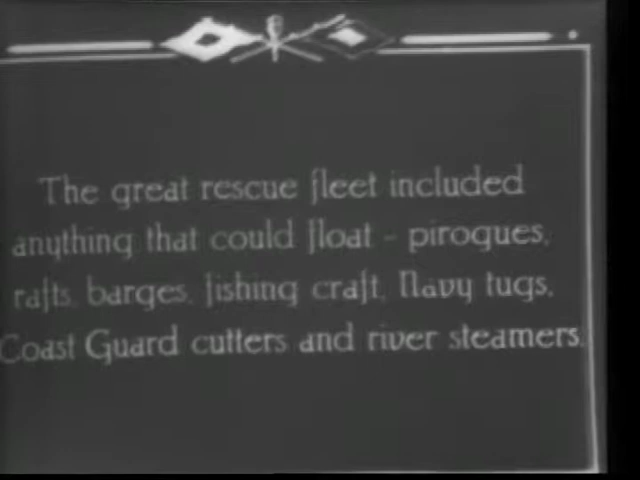 The great rescue fleet included
anything that could float - pirogues,
rafts, barges, fishing craft, Navy tugs,
Coast Guard cutters and river steamers.